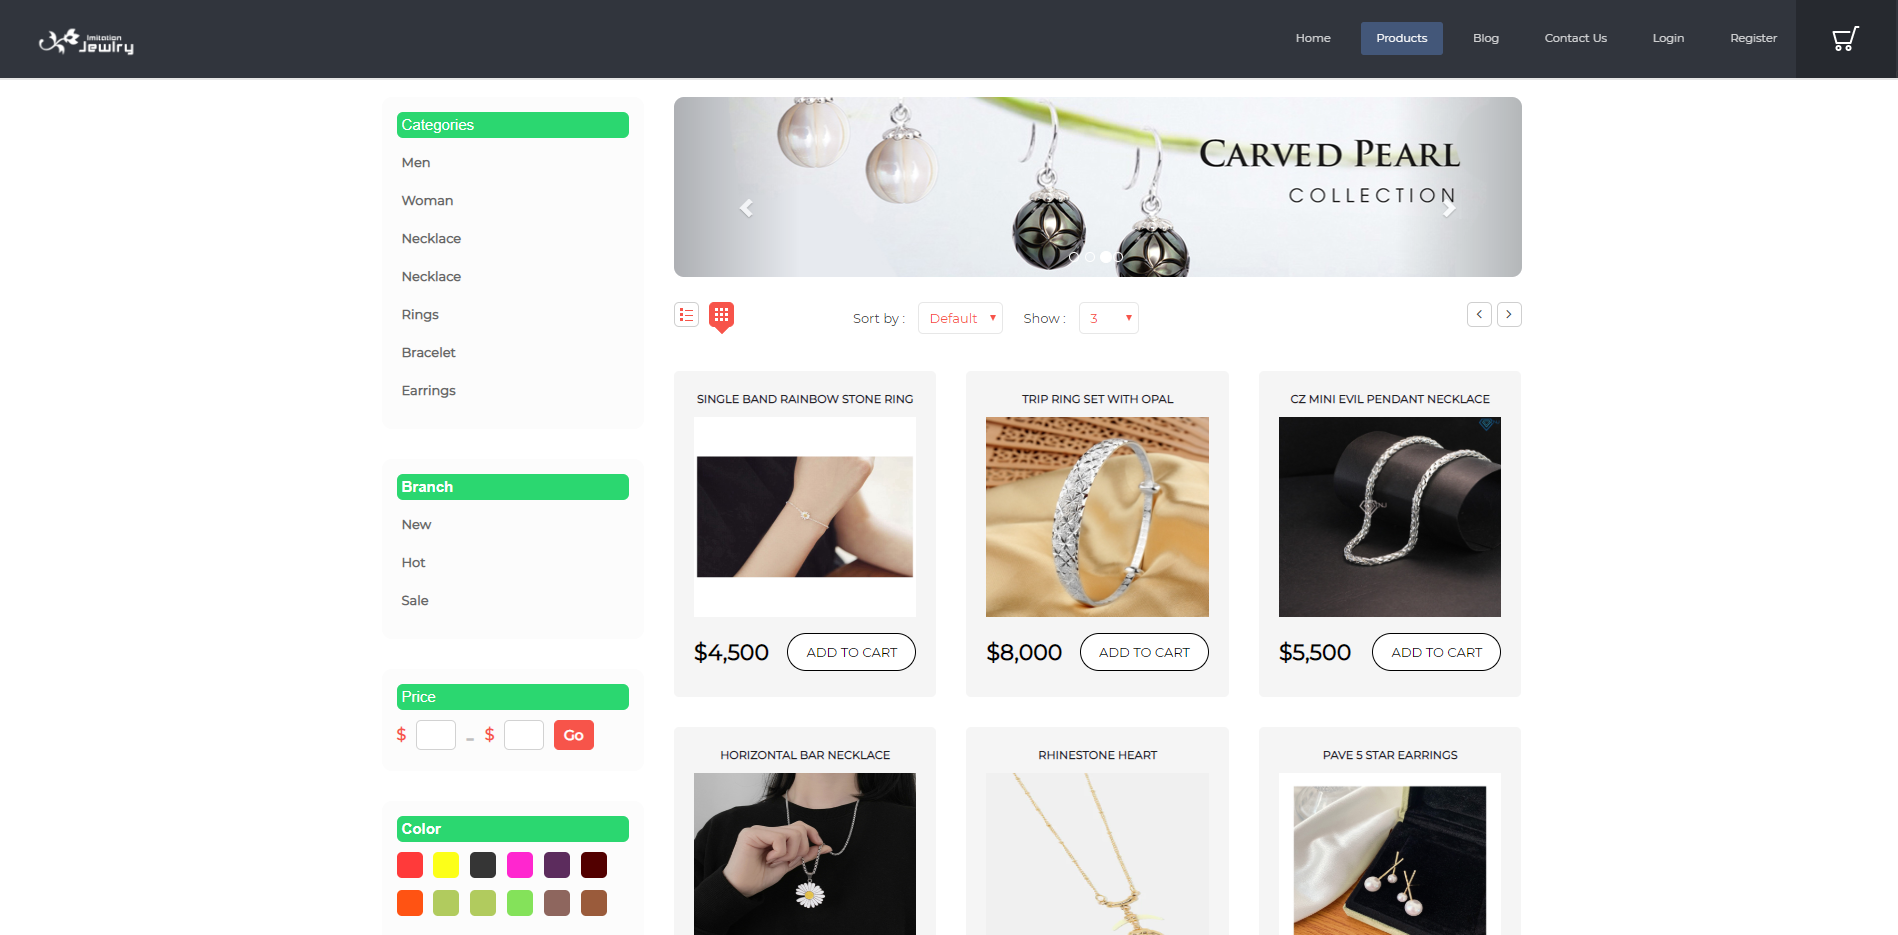 Imitation
Jewlry
Home
Products
Blog
Contact Us
Login
Register
Categories
Men
Woman
Necklace
Necklace
Rings
Bracelet
Earrings
Branch
New
Hot
Sale
Price
$ - $ Go
Color
CARVED PEARL
COLLECTION
Sort by : Default Show : 3
SINGLE BAND RAINBOW STONE RING
$4,500 ADD TO CART
TRIP RING SET WITH OPAL
$8,000 ADD TO CART
CZ MINI EVIL PENDANT NECKLACE
$5,500 ADD TO CART
HORIZONTAL BAR NECKLACE
RHINESTONE HEART
PAVE 5 STAR EARRINGS